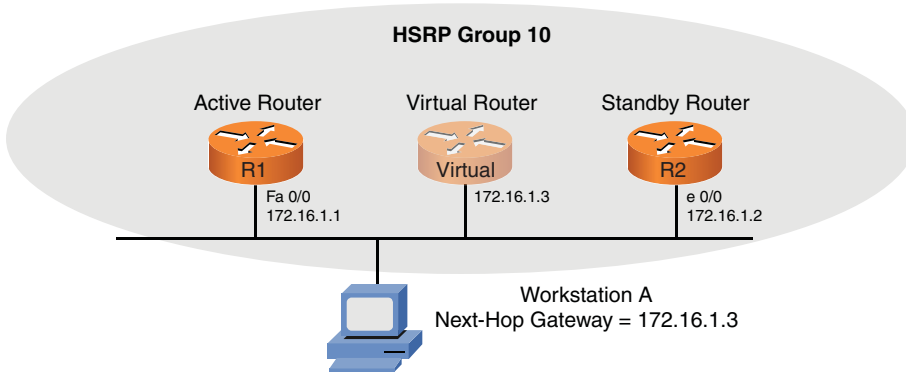 HSRP Group 10
Active Router
Virtual Router
Standby Router
R1
Virtual
R2
Fa 0/0
172.16.1.1
172.16.1.3
e 0/0
172.16.1.2
Workstation A
Next-Hop Gateway = 172.16.1.3